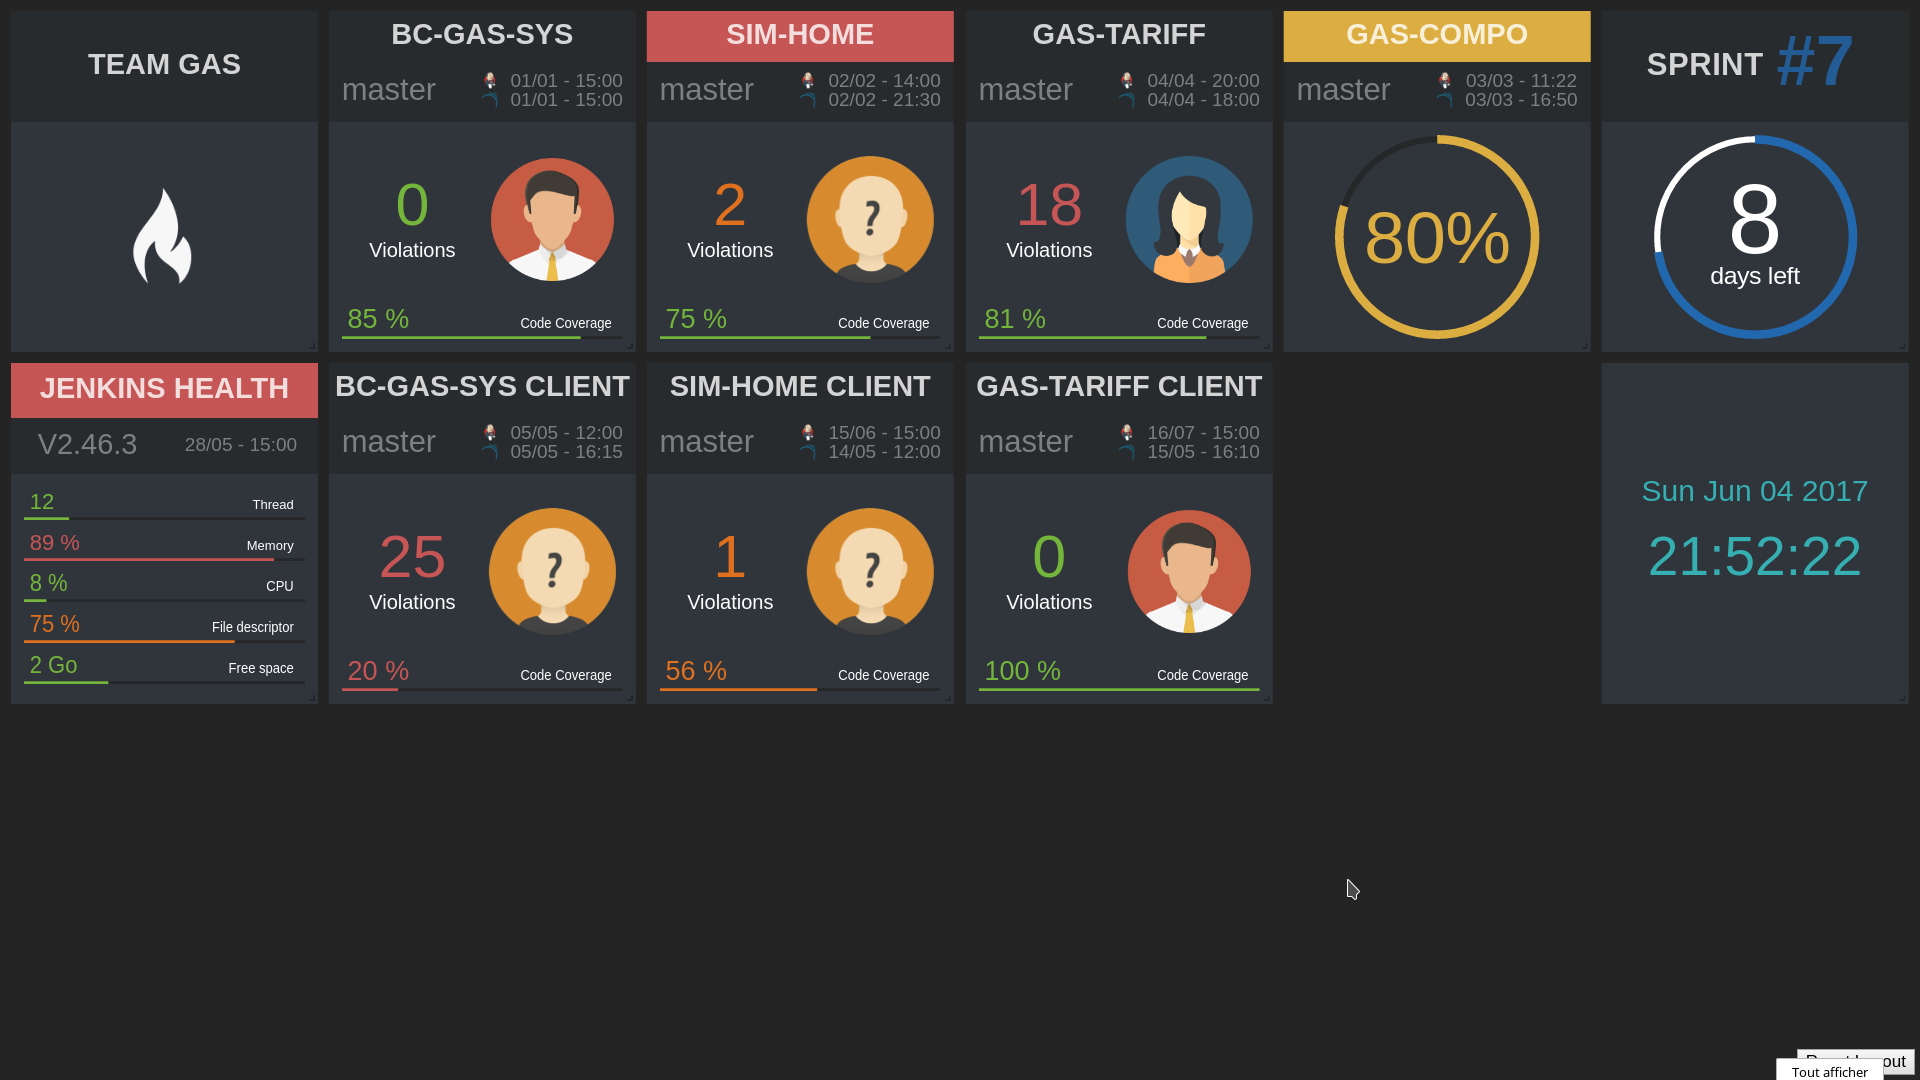 TEAM GAS
BC-GAS-SYS
master
01/01 - 15:00
01/01 - 15:00
0
Violations
85 %
Code Coverage
SIM-HOME
master
02/02 - 14:00
02/02 - 21:30
2
?
Violations
75 %
Code Coverage
GAS-TARIFF
master
04/04 - 20:00
04/04 - 18:00
18
Violations
81 %
Code Coverage
GAS-COMPO
master
03/03 - 11:22
03/03 - 16:50
80%
SPRINT #7
8
days left
JENKINS HEALTH
V2.46.3
28/05 - 15:00
12
Thread
89 %
Memory
8 %
CPU
75 %
File descriptor
2 Go
Free space
BC-GAS-SYS CLIENT
master
05/05 - 12:00
05/05 - 16:15
25
?
Violations
20 %
Code Coverage
SIM-HOME CLIENT
master
15/06 - 15:00
14/05 - 12:00
1
?
Violations
56 %
Code Coverage
GAS-TARIFF CLIENT
master
16/07 - 15:00
15/05 - 16:10
0
Violations
100 %
Code Coverage
Sun Jun 04 2017
21:52:22
Tout afficher